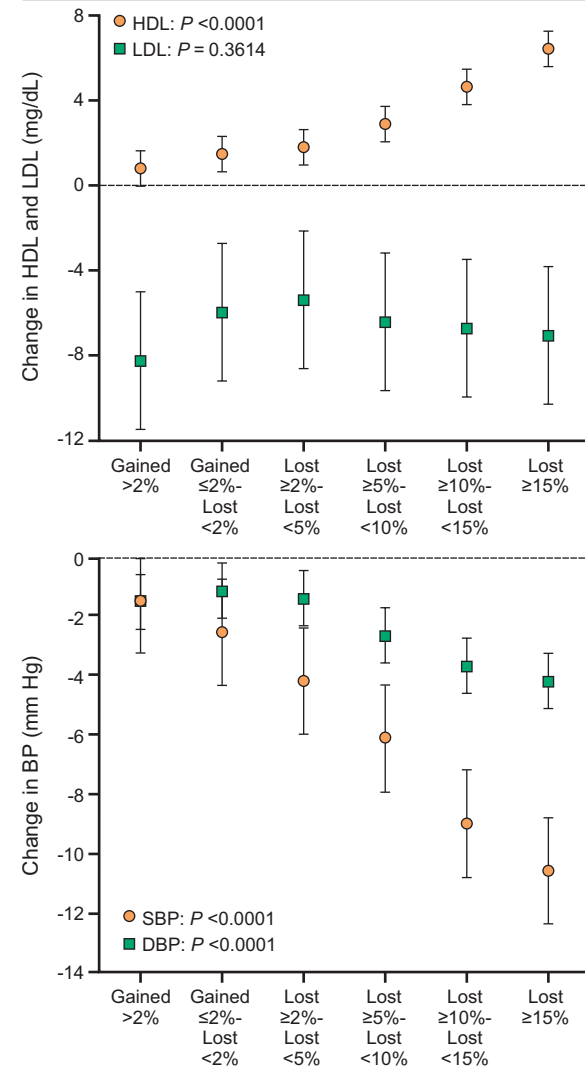 HDL: P <0.0001
LDL: P = 0.3614
Change in HDL and LDL (mg/dL)
8
4
0
-4
-8
-12
Gained Gained Lost Lost Lost Lost
>2% ≤2%- ≥2%- ≥5%- ≥10%- ≥15%
Lost Lost Lost Lost
<2% <5% <10% <15%
Change in BP (mm Hg)
0
-2
-4
-6
-8
-10
-12
-14
SBP: P <0.0001
DBP: P <0.0001
Gained Gained Lost Lost Lost Lost
>2% ≤2%- ≥2%- ≥5%- ≥10%- ≥15%
Lost Lost Lost Lost
<2% <5% <10% <15%